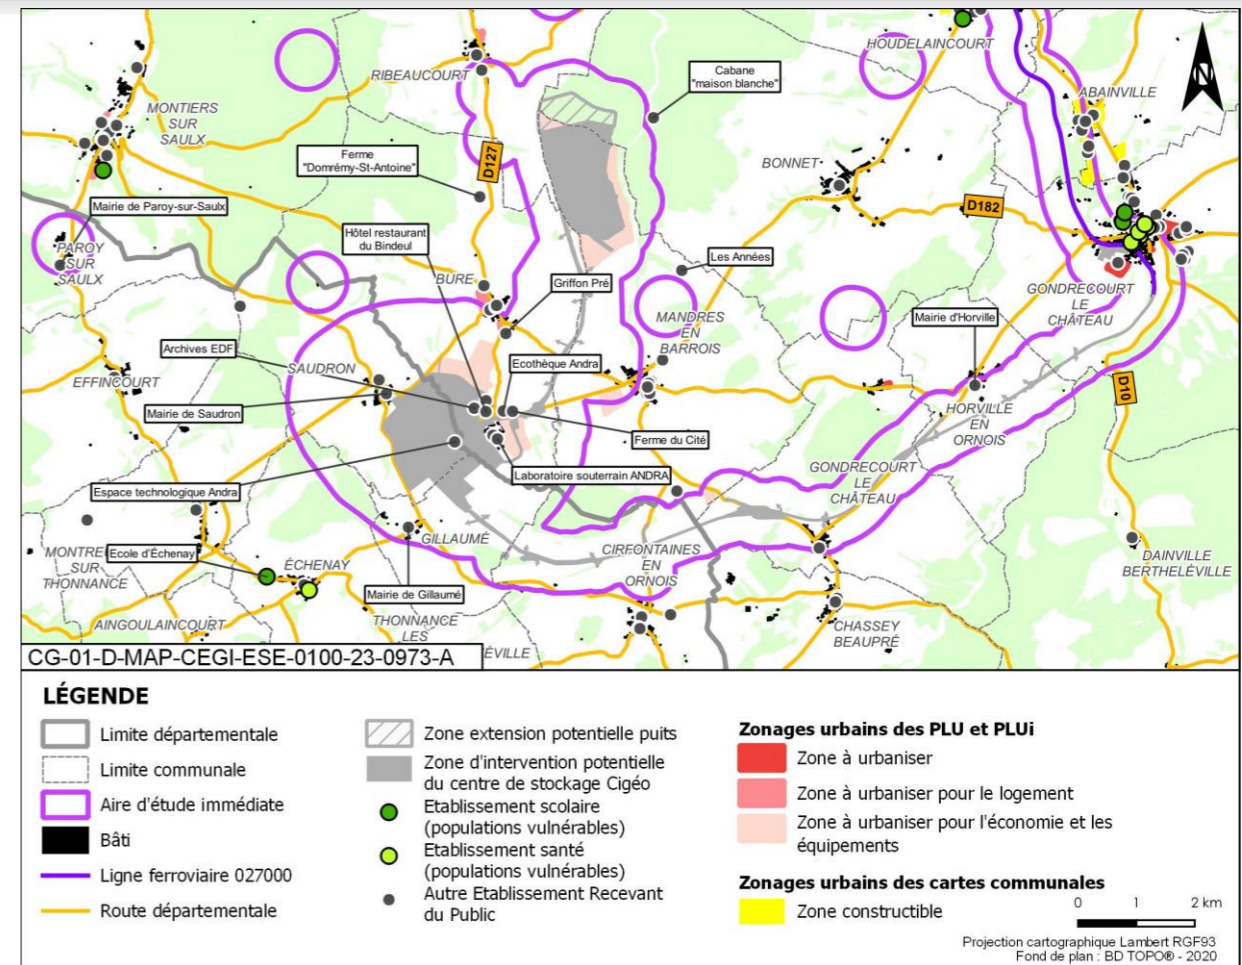 HOUDELAINCOURT
N
RIBEAUCOURT
Cabane
"maison blanche"
ABAINVILLE
MONTIERS
SUR
SAULX
Ferme
"Domrémy-St-Antoine"
D127
BONNET
Mairie de Paroy-sur-Saulx
D182
Hôtel restaurant
du Bindeul
PAROY
SUR
SAULX
Les Années
BURE
Griffon Pré
GONDRECOURT
LE
CHÂTEAU
MANDRES
EN
BARROIS
Mairie d'Horville
Archives EDF
SAUDRON
Ecothèque Andra
EFFINCOURT
D10
Mairie de Saudron
HORVILLE
EN
ORNOIS
Ferme du Cité
GONDRECOURT
LE
CHÂTEAU
Laboratoire souterrain ANDRA
Espace technologique Andra
GILLAUMÉ
MONTRE
SUR
THONNANCE
Ecole d'Échenay
ÉCHENAY
CIRFONTAINES
EN
ORNOIS
DAINVILLE
BERTHELÉVILLE
Mairie de Gillaumé
AINGOULAINCOURT
THONNANCE
LES
CHASSEY
BEAUPRÉ
ÉVILLE
CG-01-D-MAP-CEGI-ESE-0100-23-0973-A
LÉGENDE
Limite départementale
Limite communale
Aire d'étude immédiate
Bâti
Ligne ferroviaire 027000
Route départementale
Zone extension potentielle puits
Zone d'intervention potentielle
du centre de stockage Cigéo
Etablissement scolaire
(populations vulnérables)
Etablissement santé
(populations vulnérables)
Autre Etablissement Recevant
du Public
Zonages urbains des PLU et PLUi
Zone à urbaniser
Zone à urbaniser pour le logement
Zone à urbaniser pour l'économie et les
équipements
Zonages urbains des cartes communales
Zone constructible
0 1 2 km
Projection cartographique Lambert RGF93
Fond de plan : BD TOPO® - 2020